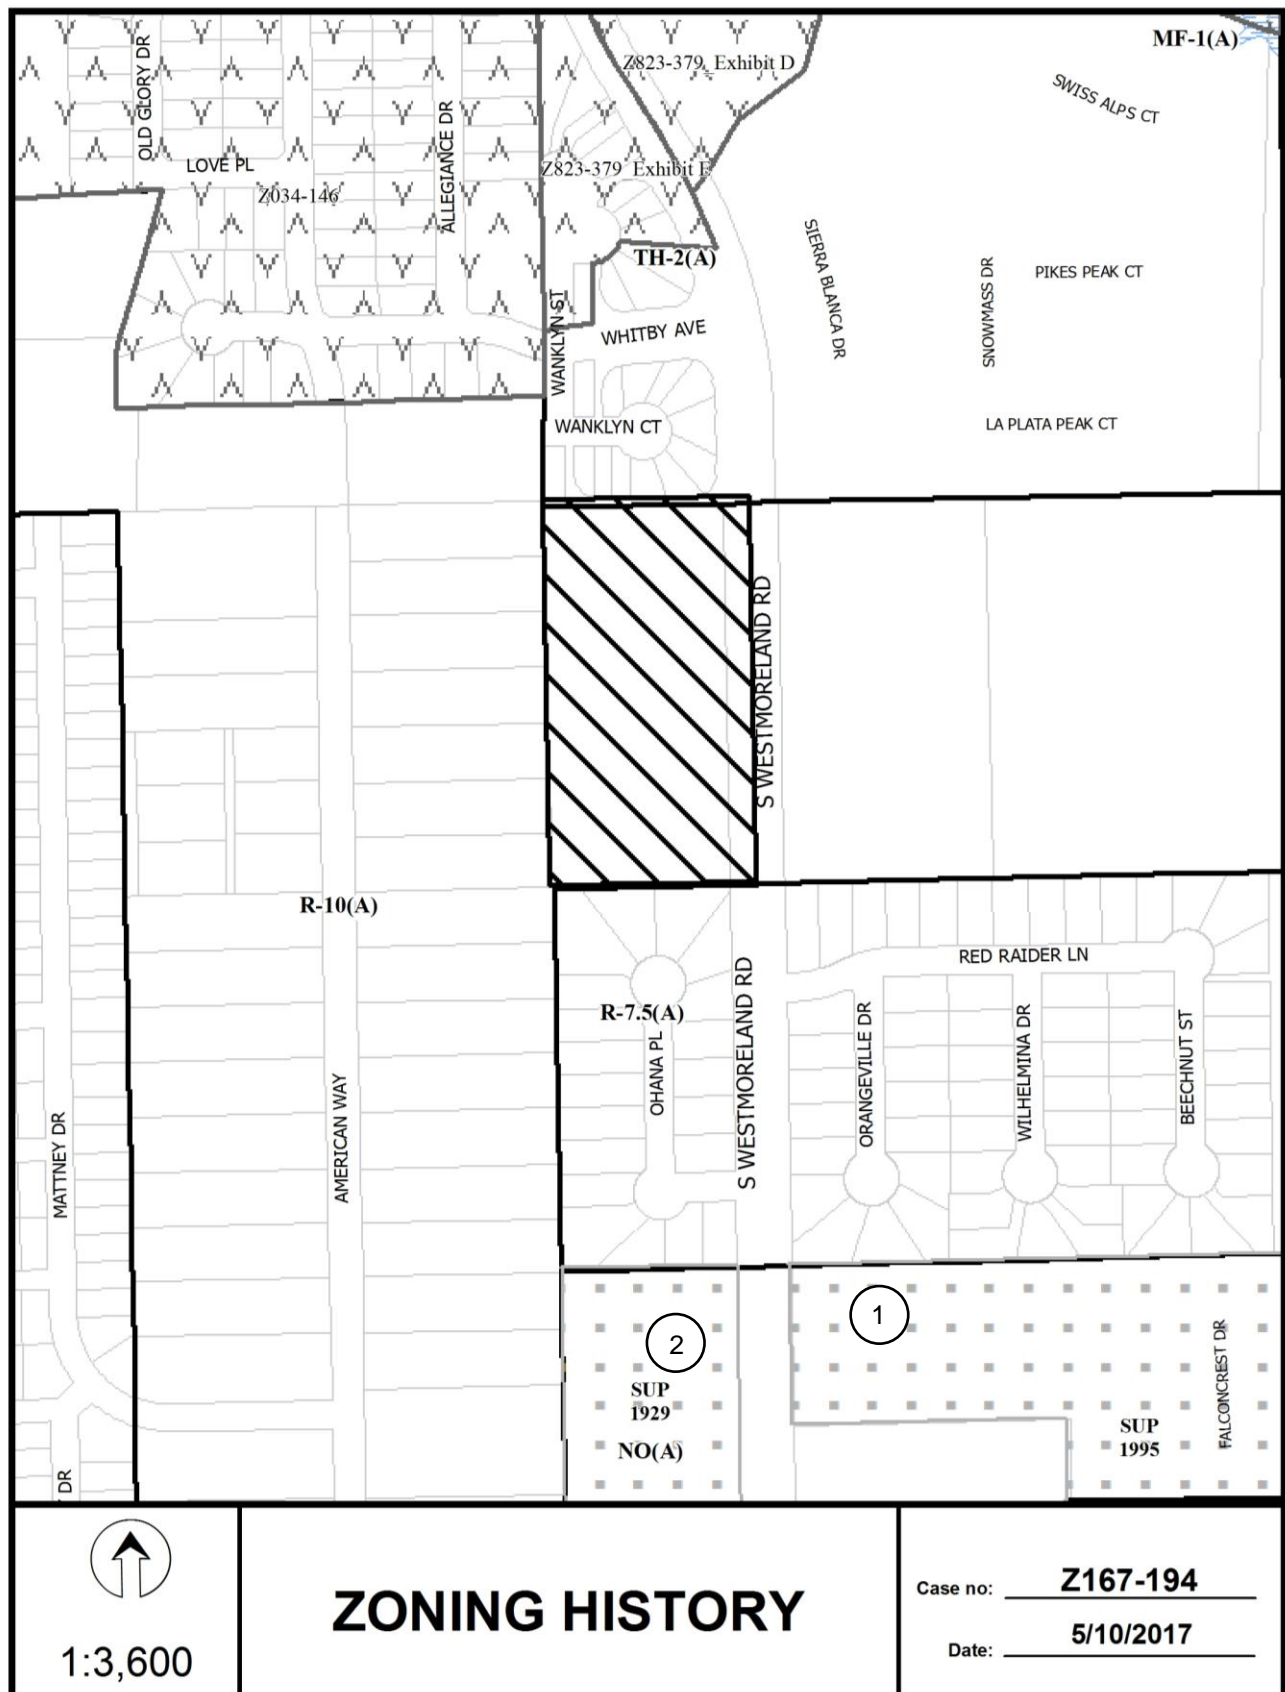 MF-1(A)
Z823-379_Exhibit D
SWISS ALPS CT
OLD GLORY DR
ALLEGIANCE DR
LOVE PL
Z034-146
Z823-379_Exhibit E
TH-2(A)
SIERRA BLANCA DR
SNOWMASS DR
PIKES PEAK CT
WANKLYN ST
WHITBY AVE
WANKLYN CT
LA PLATA PEAK CT
S WESTMORELAND RD
R-10(A)
RED RAIDER LN
R-7.5(A)
OHANA PL
S WESTMORELAND RD
ORANGEVILLE DR
WILHELMINA DR
BEECHNUT ST
MATTNEY DR
AMERICAN WAY
1
2
SUP
1929
NO(A)
SUP
1995
FALCONCREST DR
DR
1:3,600
ZONING HISTORY
Case no: Z167-194
Date: 5/10/2017